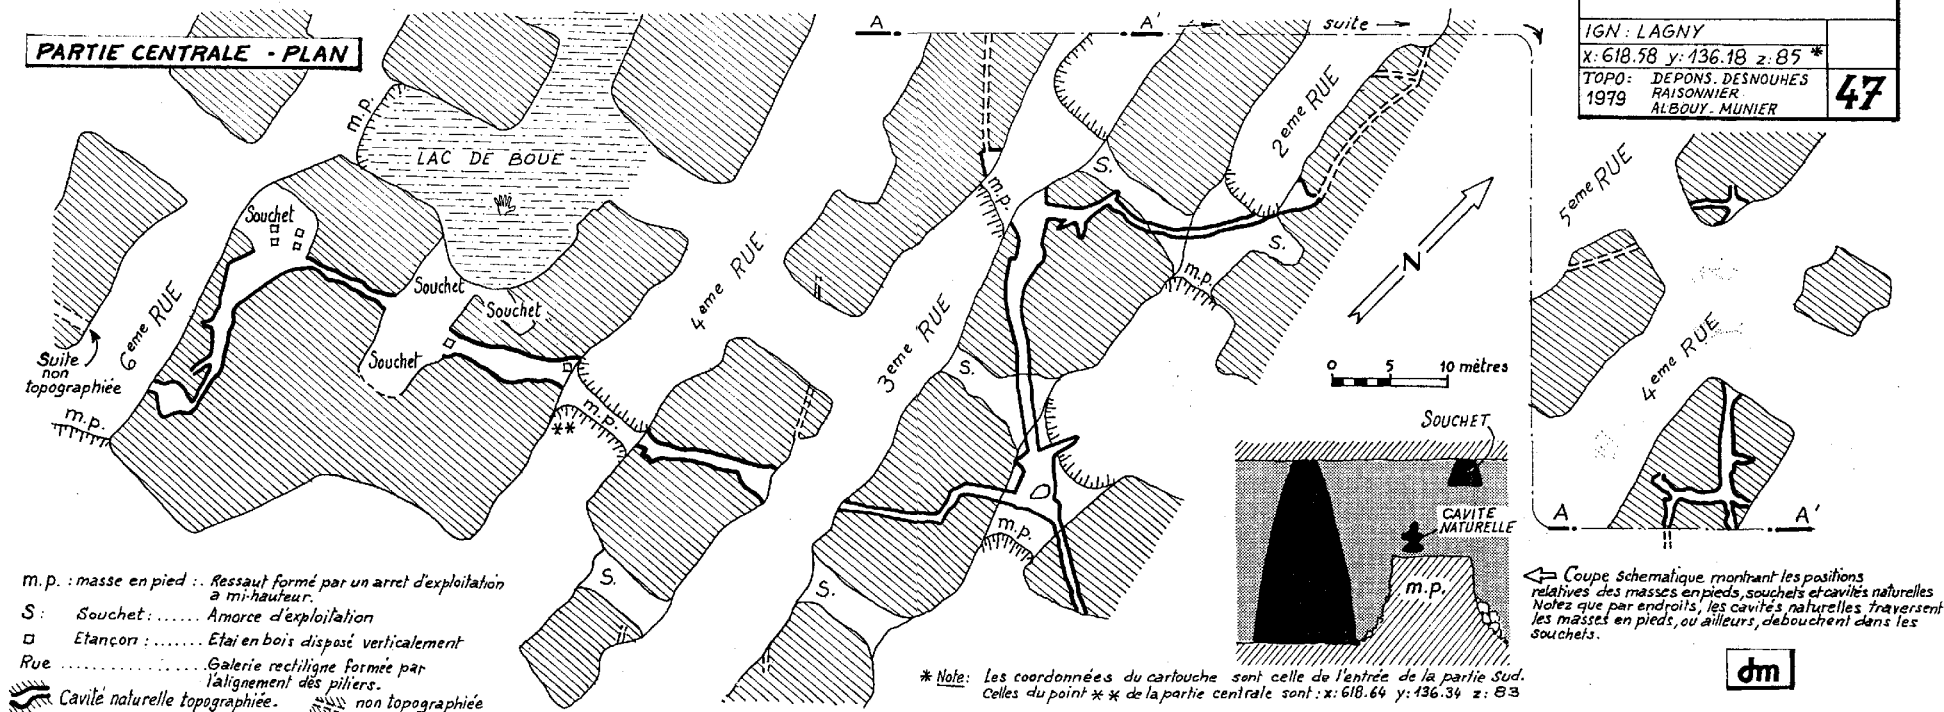 PARTIE CENTRALE - PLAN
A
A'
suite
IGN: LAGNY
x: 618.58 y: 136.18 z: 85 *
TOPO: DEPONS. DESNOUHES
1979 RAISONNIER
ALBOUY. MUNIER
47
m.p.
LAC DE BOUE
2eme RUE
S.
m.p.
5eme RUE
Souchet
4eme RUE
S.
N
m.p.
6eme RUE
Souchet
Souchet
3eme RUE
Souchet
4eme RUE
Suite
non
topographiée
S.
0 5 10 mètres
m.p.
m.p.
**
SOUCHET
CAVITE
NATURELLE
m.p.
m.p.
A
A'
S.
S.
m.p. : masse en pied : . Ressaut formé par un arret d'exploitation
a mi-hauteur.
S : Souchet : ...... Amorce d'exploitation
Etançon : ....... Etai en bois disposé verticalement
Rue ................ Galerie rectiligne formée par
l'alignement des piliers.
Cavité naturelle topographiée. non topographiée
Coupe schematique montrant les positions
relatives des masses en pieds, souchets et cavités naturelles
Notez que par endroits, les cavités naturelles traversent
les masses en pieds, ou ailleurs, debouchent dans les
souchets.
* Note: Les coordonnées du cartouche sont celle de l'entrée de la partie Sud.
Celles du point ** de la partie centrale sont : x: 618.64 y: 136.34 z: 83
dm